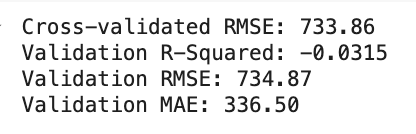 Cross-validated RMSE: 733.86
Validation R-Squared: -0.0315
Validation RMSE: 734.87
Validation MAE: 336.50